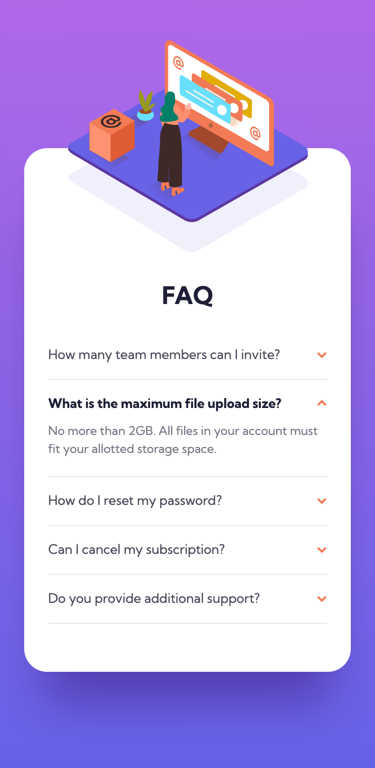 @
@
@
FAQ
How many team members can I invite?
What is the maximum file upload size?
No more than 2GB. All files in your account must
fit your allotted storage space.
How do I reset my password?
Can I cancel my subscription?
Do you provide additional support?